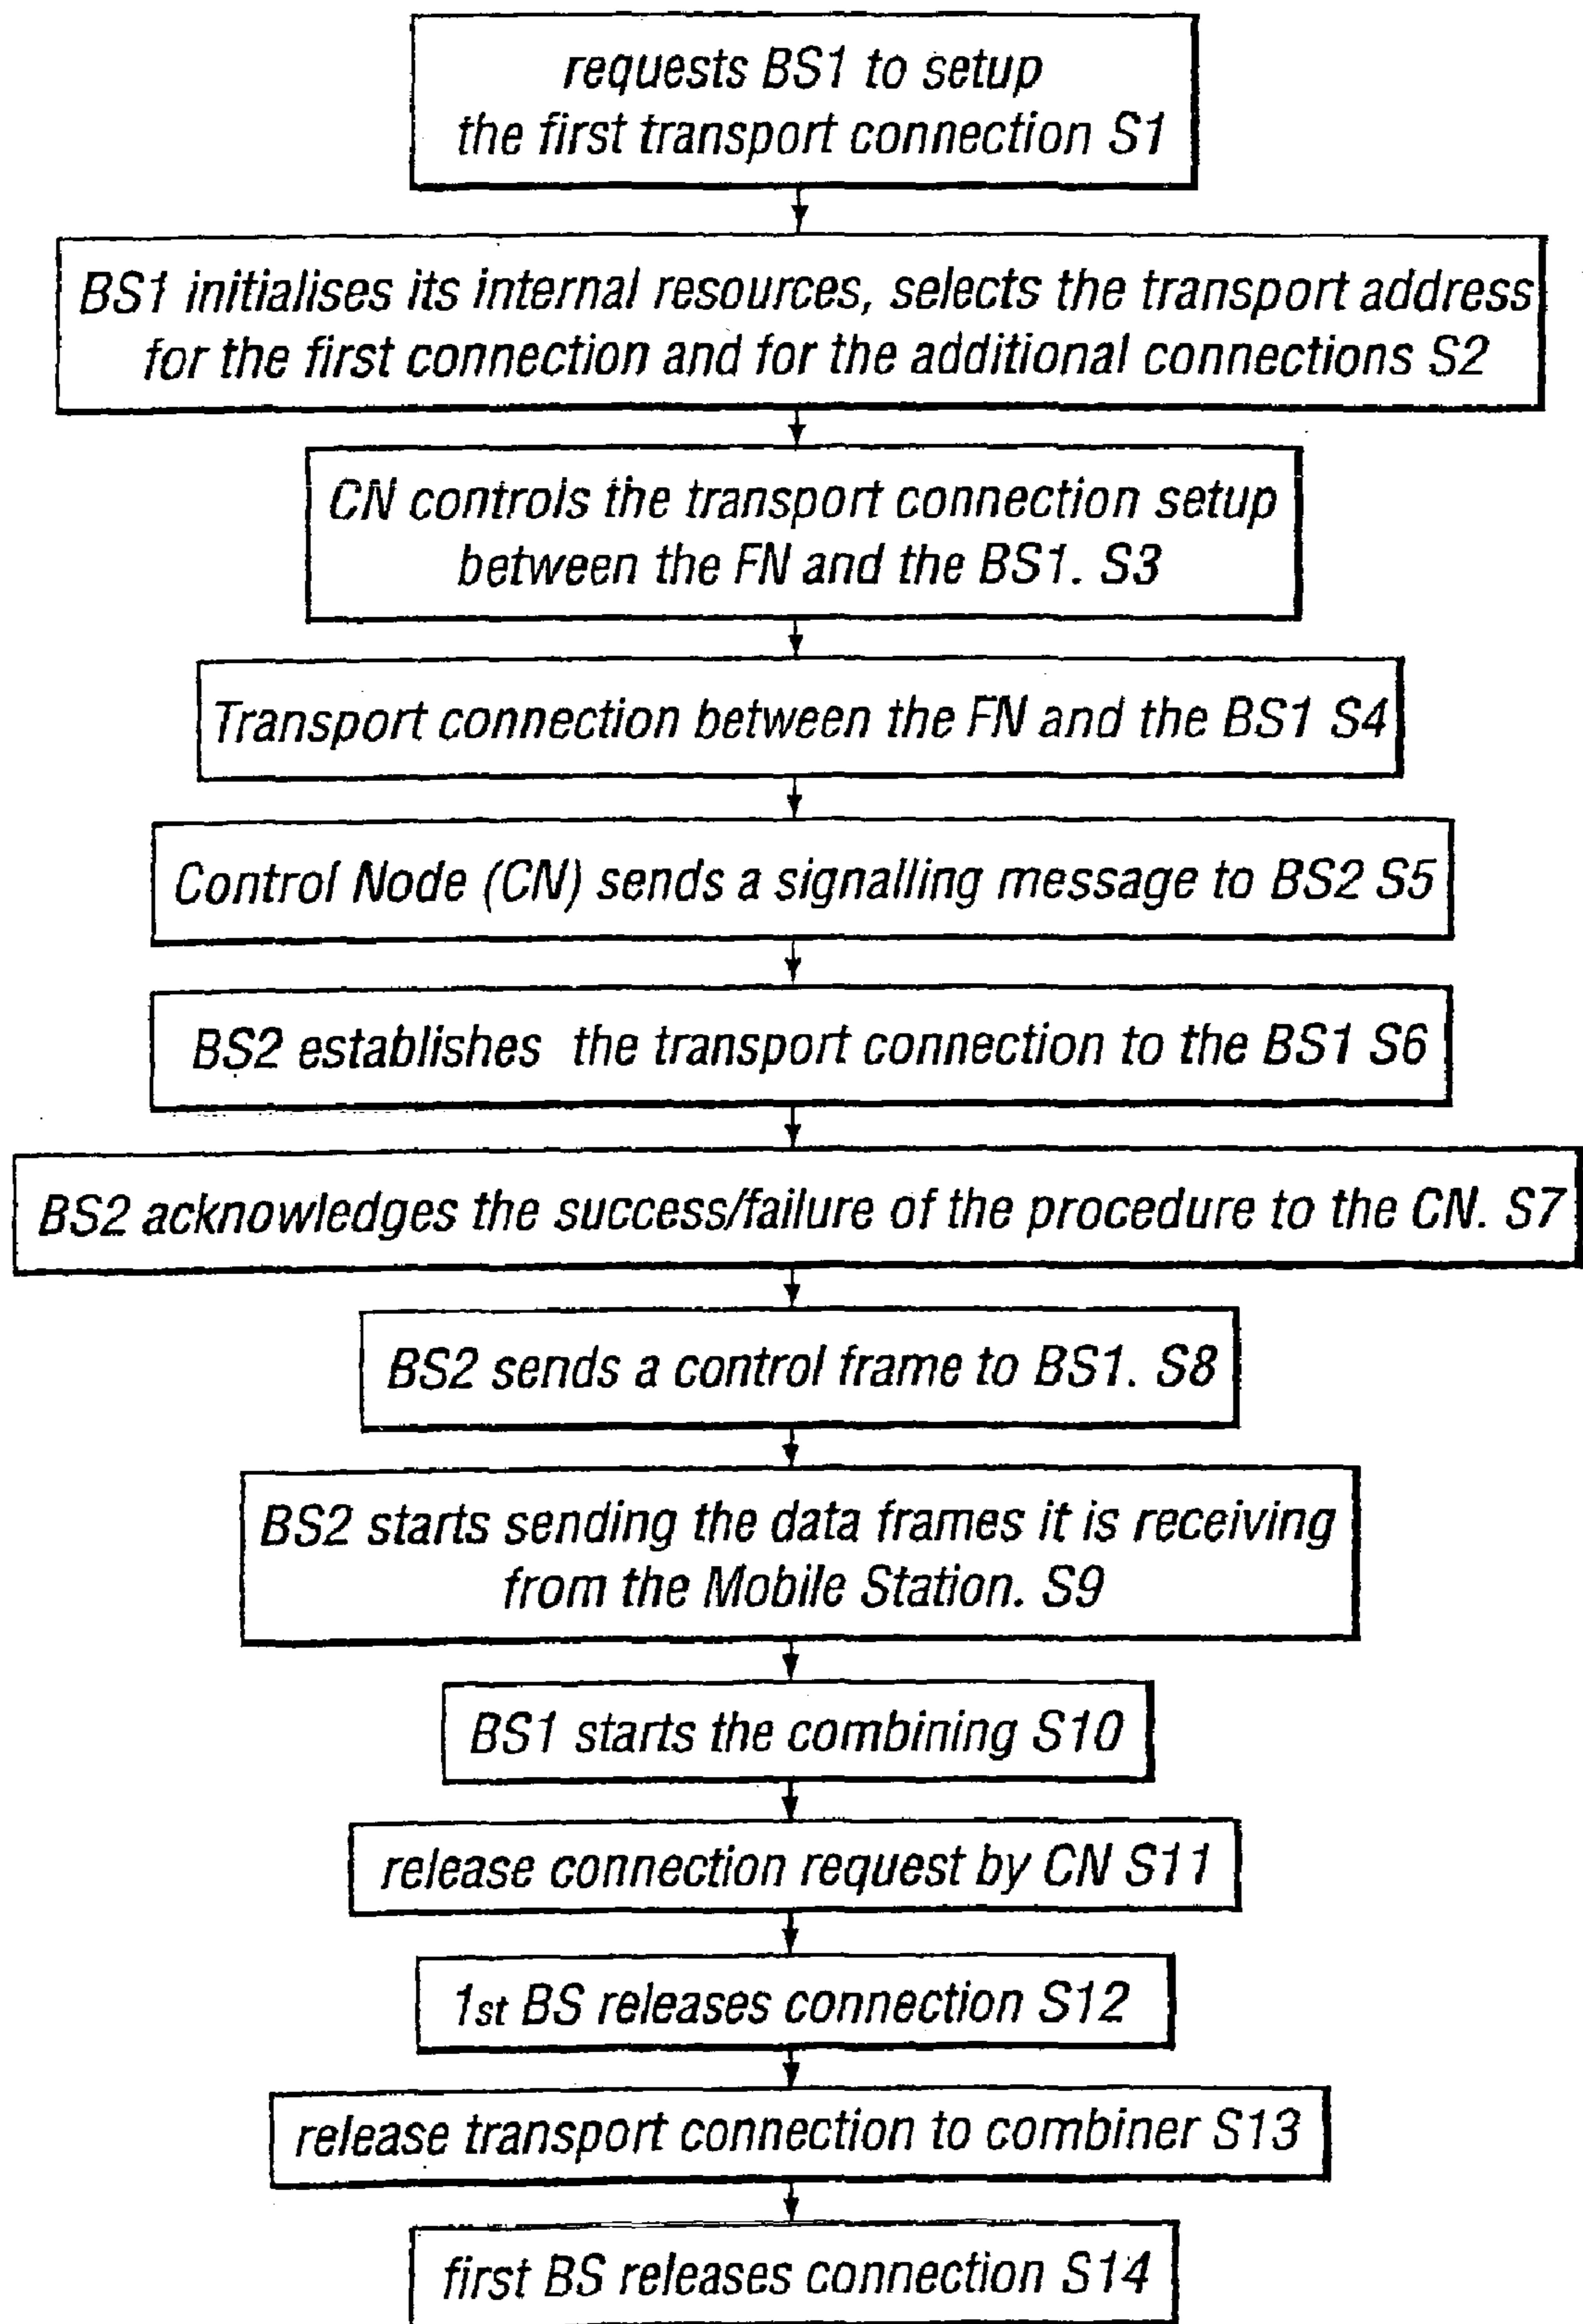 requests BS1 to setup
the first transport connection S1
BS1 initialises its internal resources, selects the transport address
for the first connection and for the additional connections S2
CN controls the transport connection setup
between the FN and the BS1. S3
Transport connection between the FN and the BS1 S4
Control Node (CN) sends a signalling message to BS2 S5
BS2 establishes the transport connection to the BS1 S6
BS2 acknowledges the success/failure of the procedure to the CN. S7
BS2 sends a control frame to BS1. S8
BS2 starts sending the data frames it is receiving
from the Mobile Station. S9
BS1 starts the combining S10
release connection request by CN S11
1st BS releases connection S12
release transport connection to combiner S13
first BS releases connection S14